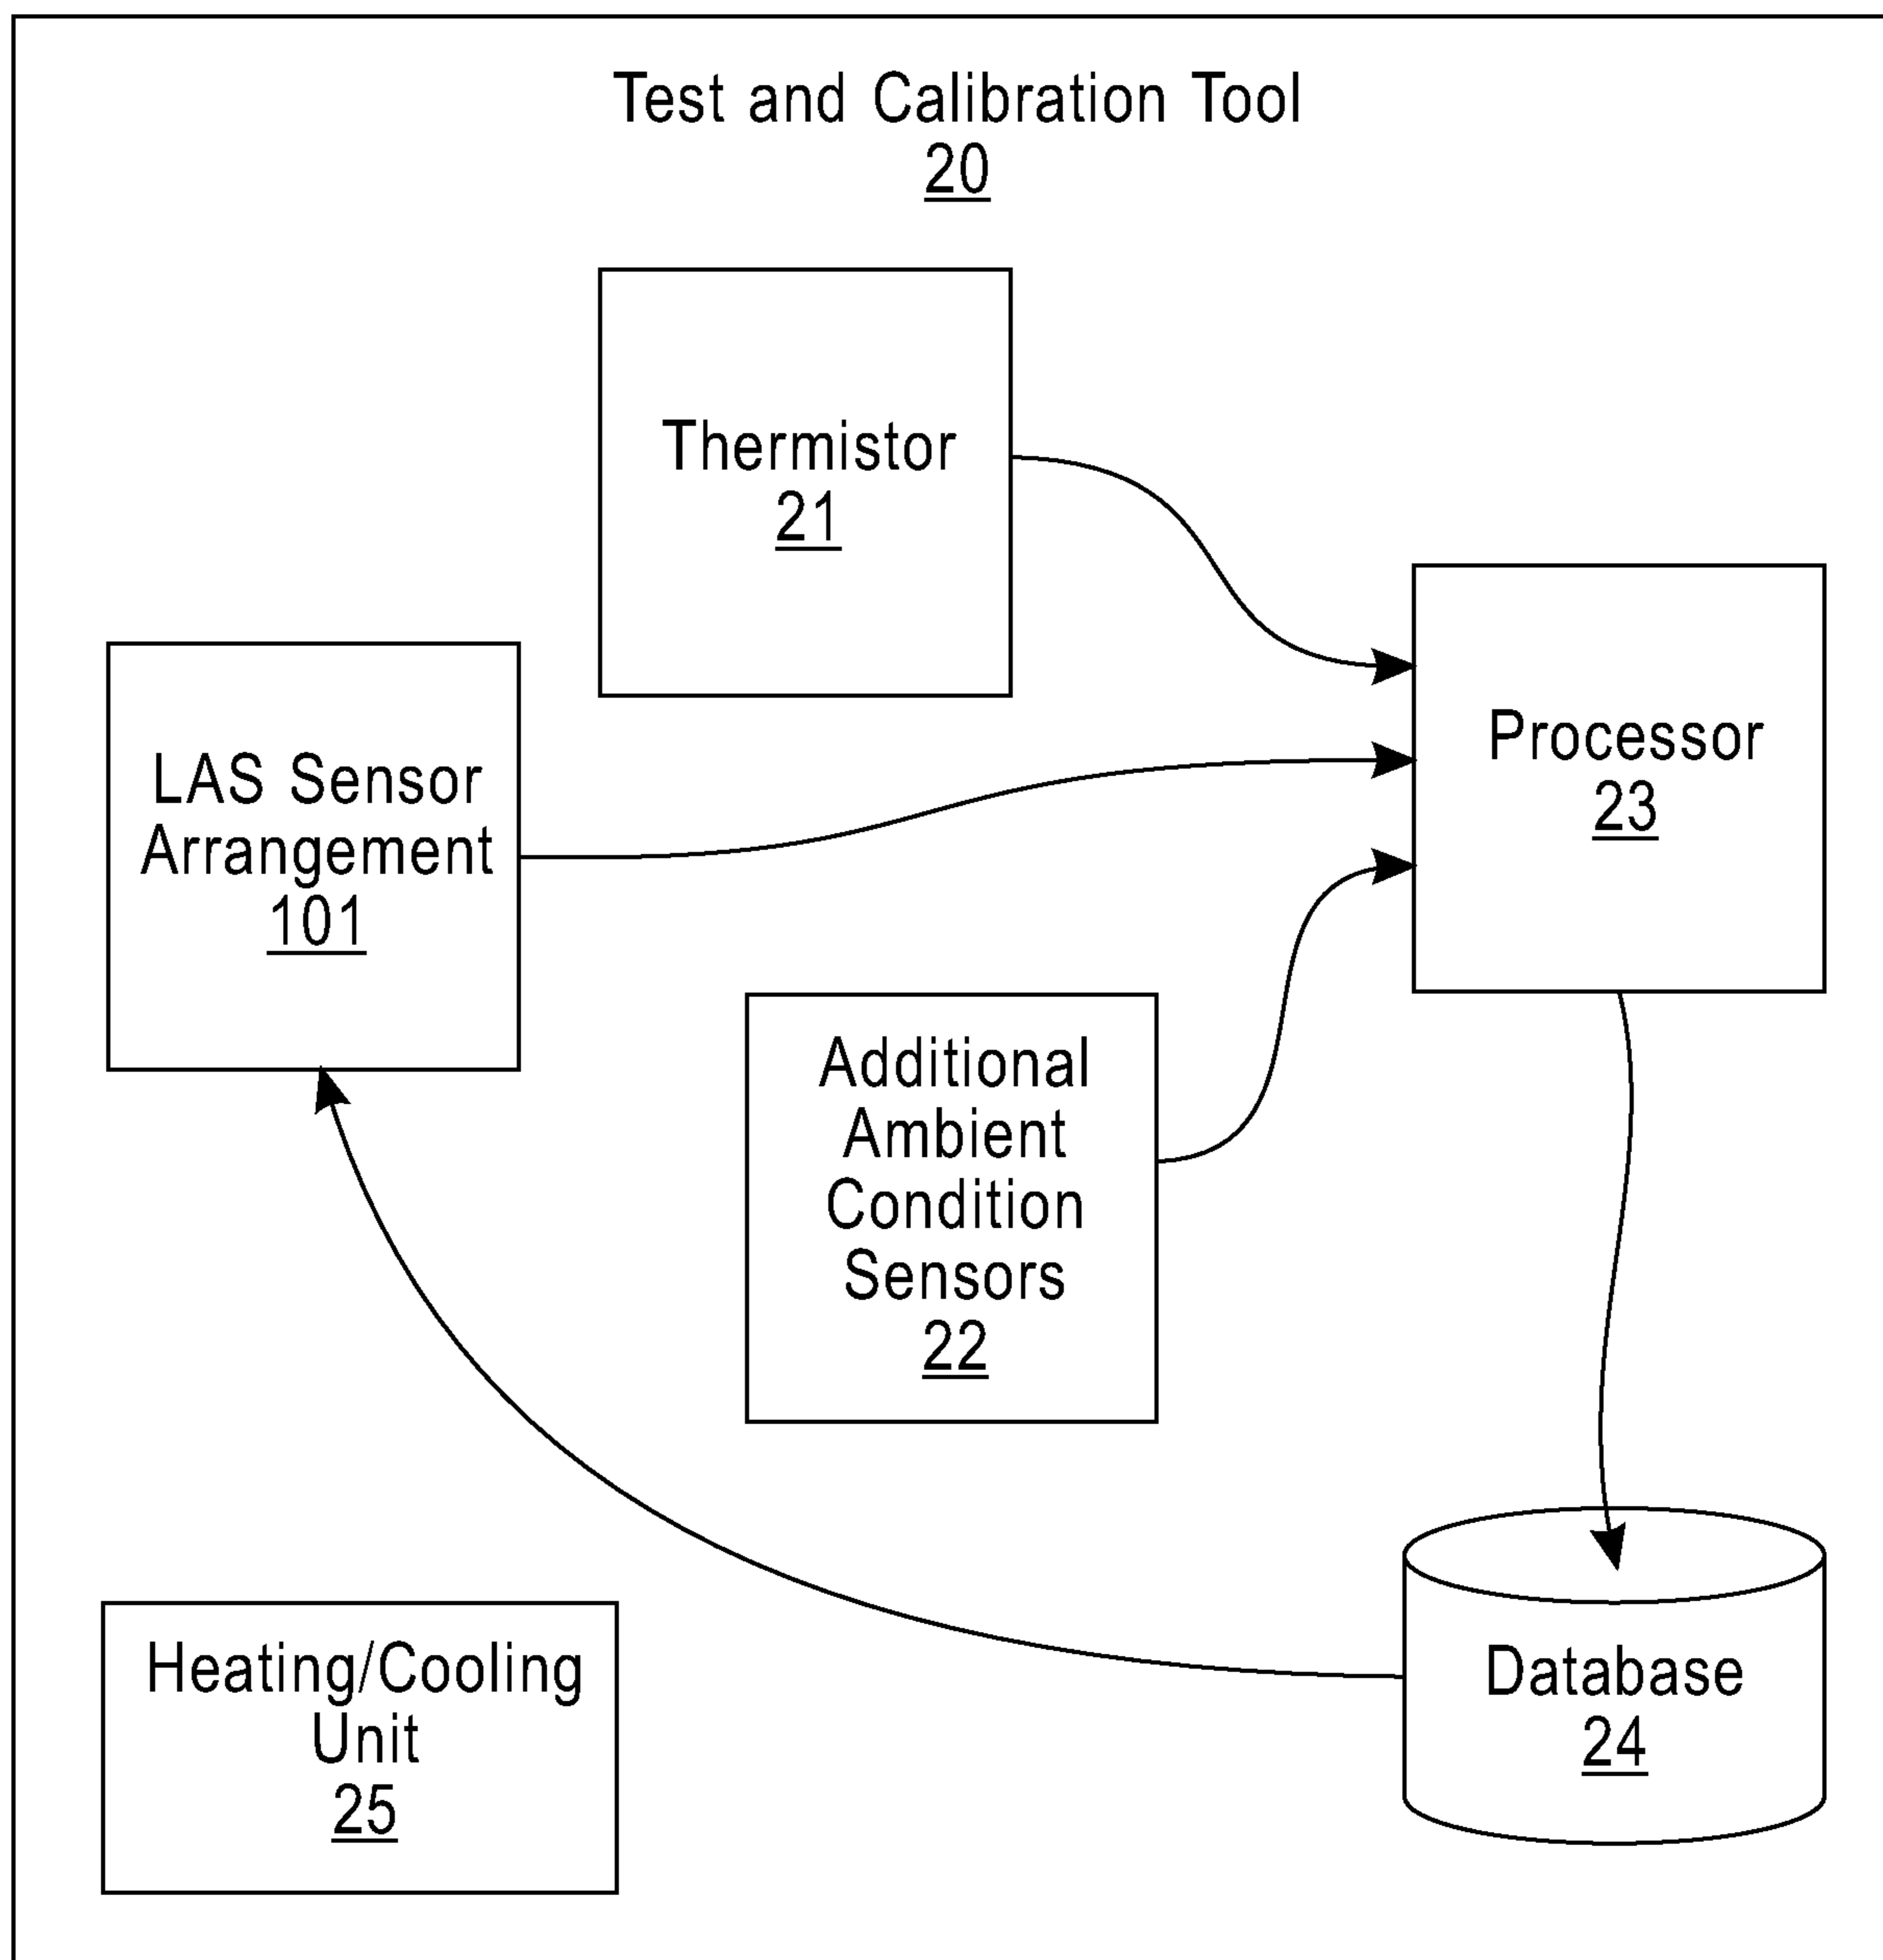 Test and Calibration Tool
20
Thermistor
21
Processor
23
LAS Sensor
Arrangement
101
Additional
Ambient
Condition
Sensors
22
Heating/Cooling
Unit
25
Database
24